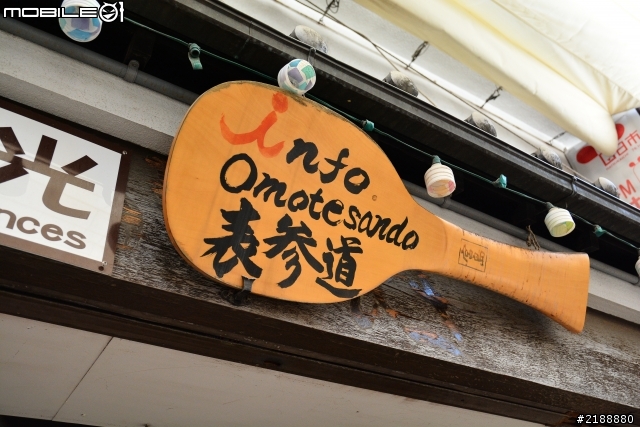 MOBILE01
光
nces
info
Omotesando
表参道
#2188880